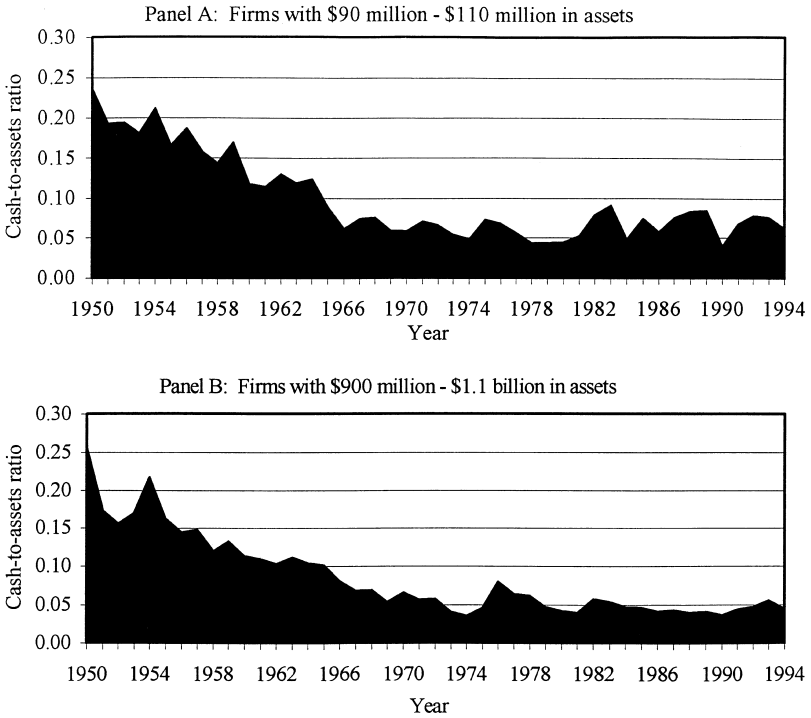 Panel A: Firms with $90 million - $110 million in assets
0.30
0.25
0.20
0.15
0.10
0.05
0.00
Cash-to-assets ratio
1950 1954 1958 1962 1966 1970 1974 1978 1982 1986 1990 1994
Year
Panel B: Firms with $900 million - $1.1 billion in assets
0.30
0.25
0.20
0.15
0.10
0.05
0.00
Cash-to-assets ratio
1950 1954 1958 1962 1966 1970 1974 1978 1982 1986 1990 1994
Year